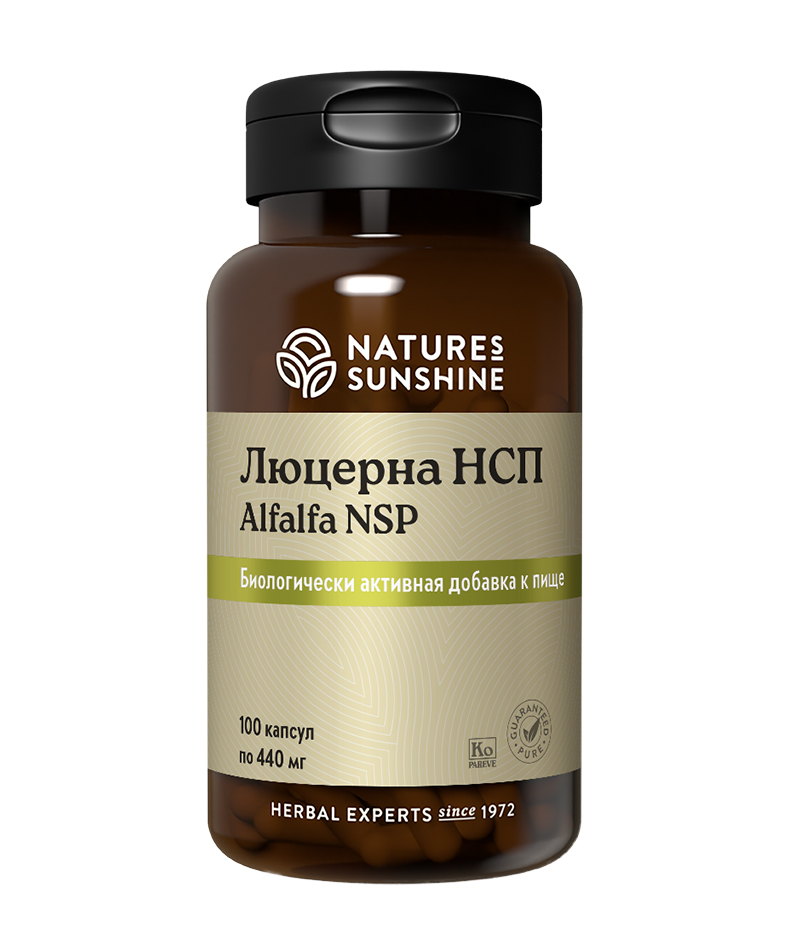 NATURES
SUNSHINE
Люцерна НСП
Alfalfa NSP
Биологически активная добавка к пище
100 капсул
по 440 мг
Ko
PAREVE
GUARANTEED
PURE
HERBAL EXPERTS since 1972